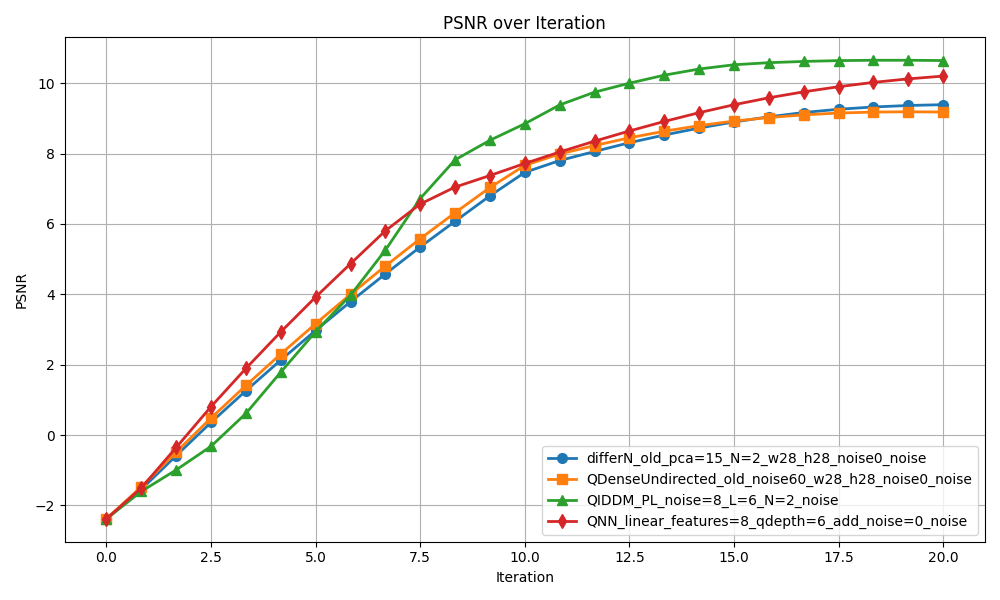 PSNR over Iteration
PSNR
10
8
6
4
2
0
−2
0.0 2.5 5.0 7.5 10.0 12.5 15.0 17.5 20.0
Iteration
differN_old_pca=15_N=2_w28_h28_noise0_noise
QDenseUndirected_old_noise60_w28_h28_noise0_noise
QIDDM_PL_noise=8_L=6_N=2_noise
QNN_linear_features=8_qdepth=6_add_noise=0_noise